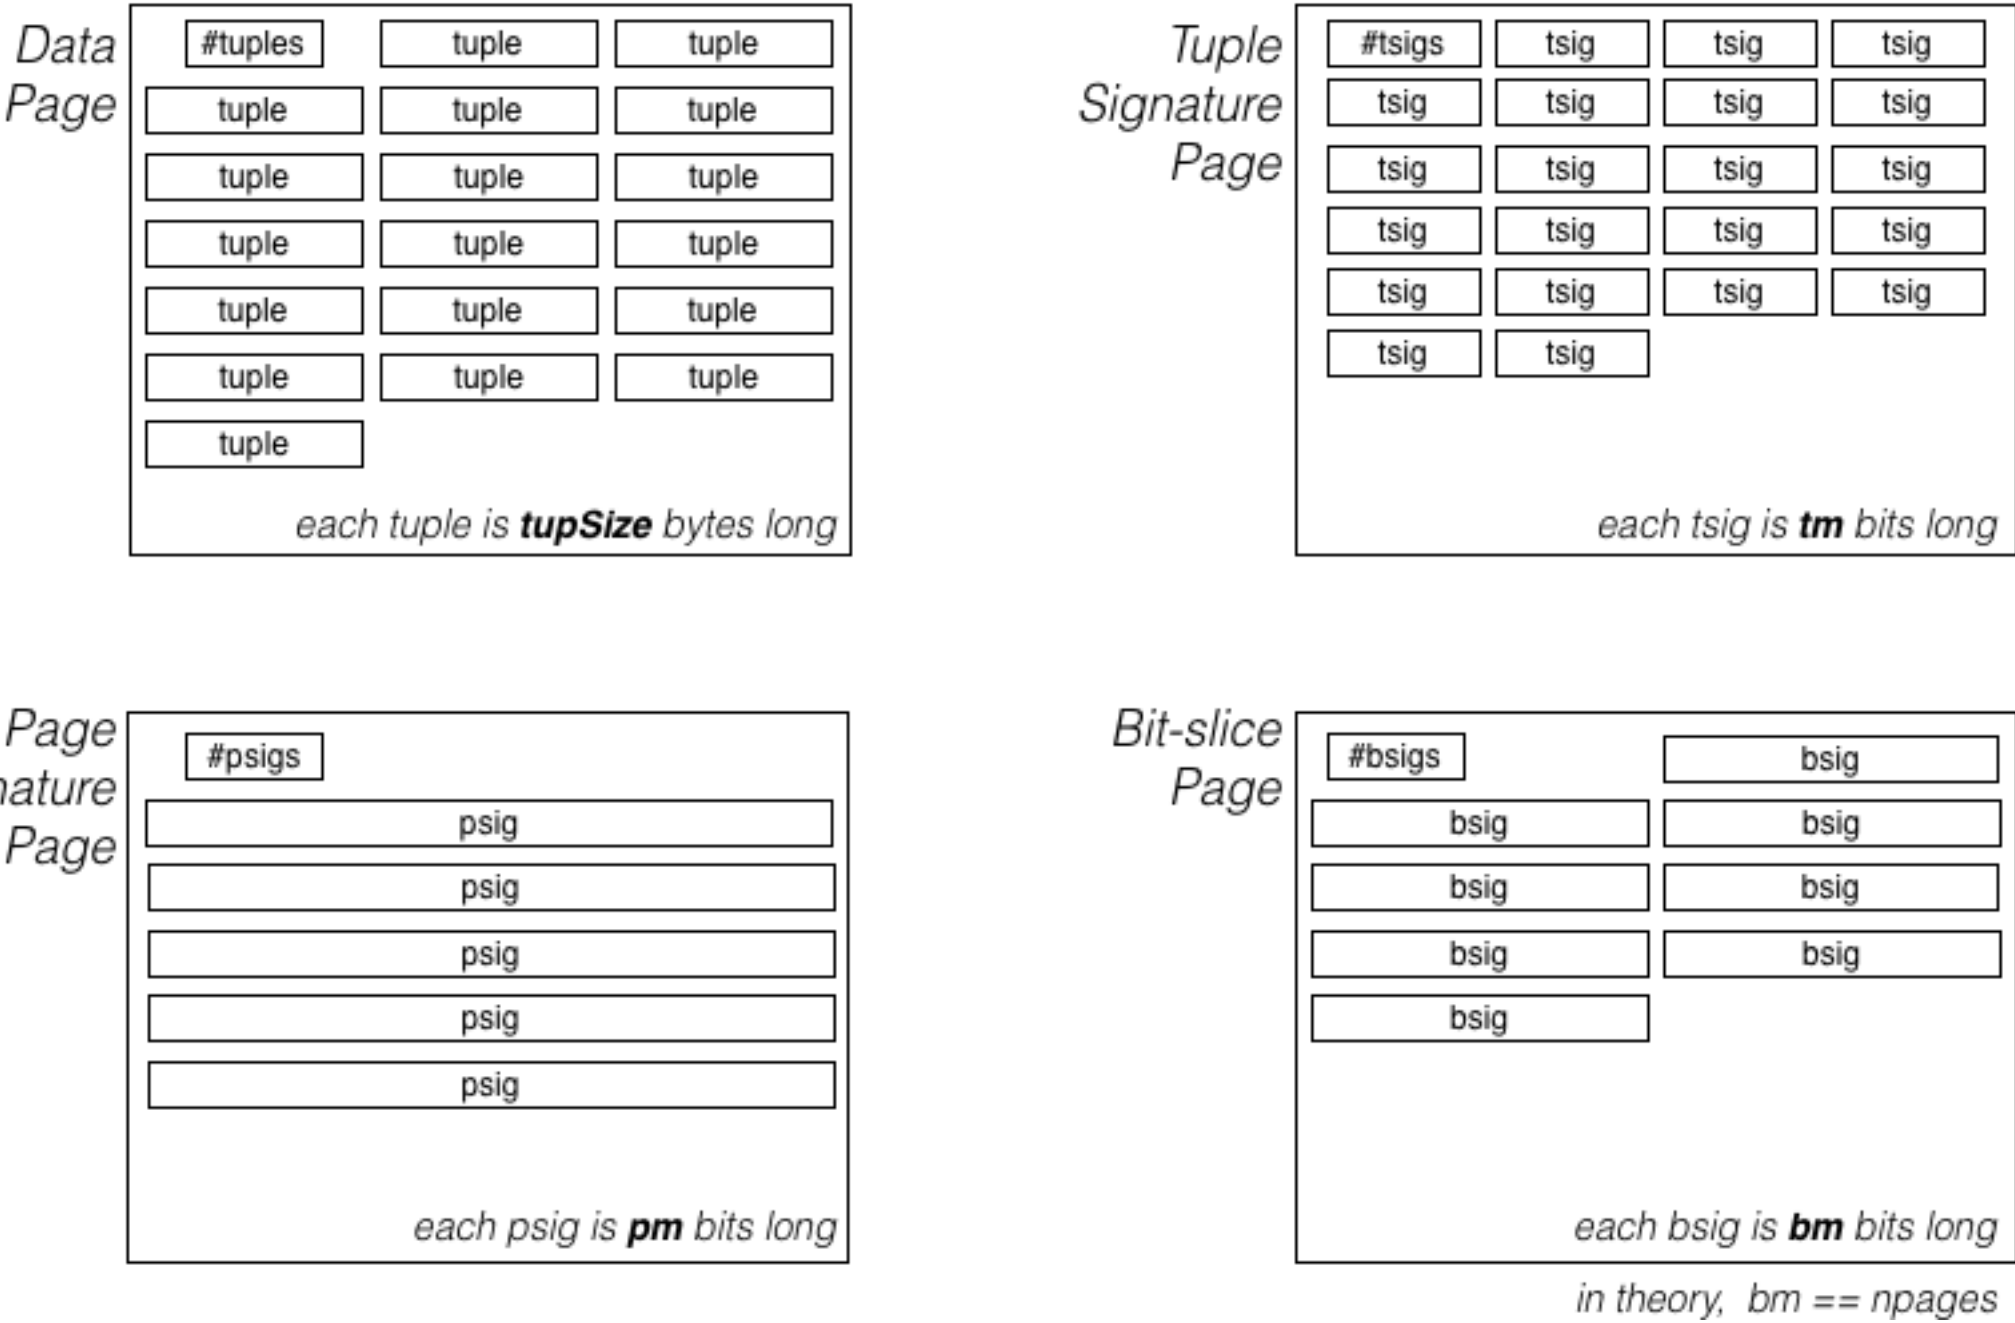 Data
Page
#tuples tuple tuple
tuple tuple tuple
tuple tuple tuple
tuple tuple tuple
tuple tuple tuple
tuple tuple tuple
tuple
each tuple is tupSize bytes long
Tuple
Signature
Page
#tsigs tsig tsig tsig
tsig tsig tsig tsig
tsig tsig tsig tsig
tsig tsig tsig tsig
tsig tsig tsig tsig
tsig tsig
each tsig is tm bits long
Page
nature
Page
#psigs
psig
psig
psig
psig
psig
each psig is pm bits long
Bit-slice
Page
#bsigs bsig
bsig bsig
bsig bsig
bsig bsig
bsig
each bsig is bm bits long
in theory, bm == npages